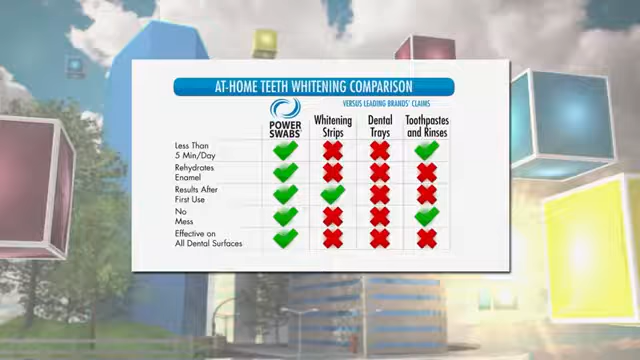 AT-HOME TEETH WHITENING COMPARISON
VERSUS LEADING BRANDS' CLAIMS
POWER
SWABS
Whitening
Strips
Dental
Trays
Toothpastes
and Rinses
Less Than
5 Min/Day
Rehydrates
Enamel
Results After
First Use
No
Mess
Effective on
All Dental Surfaces